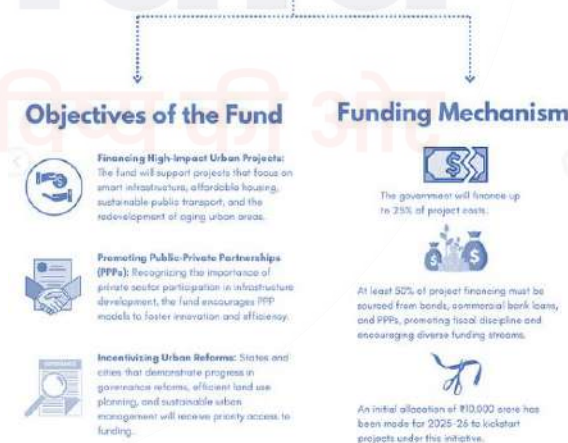 Objectives of the Fund
Financing High-Impact Urban Projects:
The fund will support projects that focus on
smart infrastructure, affordable housing,
sustainable public transport, and the
redevelopment of aging urban areas.
Promoting Public-Private Partnerships
(PPPs): Recognizing the importance of
private sector participation in infrastructure
development, the fund encourages PPP
models to foster innovation and efficiency.
Incentivizing Urban Reforms: States and
cities that demonstrate progress in
governance reforms, efficient land use
planning, and sustainable urban
management will receive priority access to
funding.
Funding Mechanism
The government will finance up
to 25% of project costs.
At least 50% of project financing must be
sourced from bonds, commercial bank loans,
and PPPs, promoting fiscal discipline and
encouraging diverse funding streams.
An initial allocation of ₹10,000 crore has
been made for 2025-26 to kickstart
projects under this initiative.
की ओर